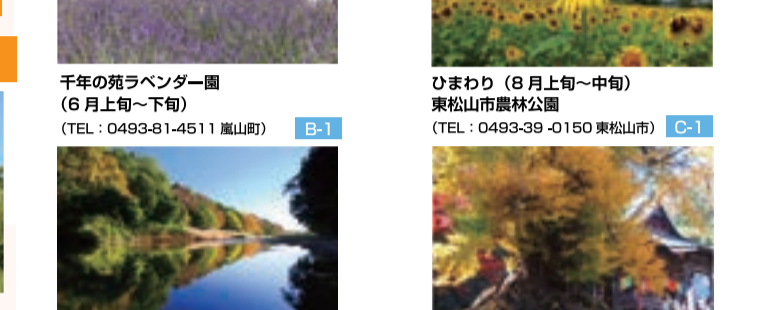 千年の苑ラベンダー園
（6 月上旬〜下旬）
（TEL：0493-81-4511 嵐山町）
B-1
ひまわり（8 月上旬〜中旬）
東松山市農林公園
（TEL：0493-39 -0150 東松山市）
C-1